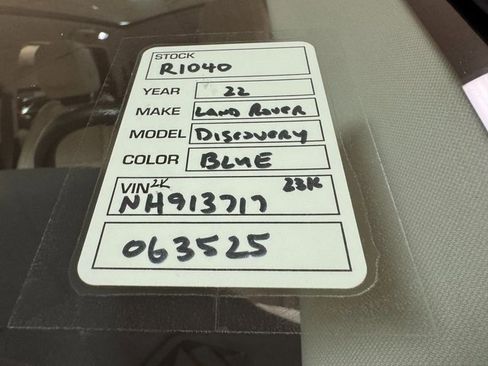 STOCK
R1040
YEAR 22
MAKE Land Rover
MODEL Discovery
COLOR BLUE
VIN 2K 23K
NH913717
063525